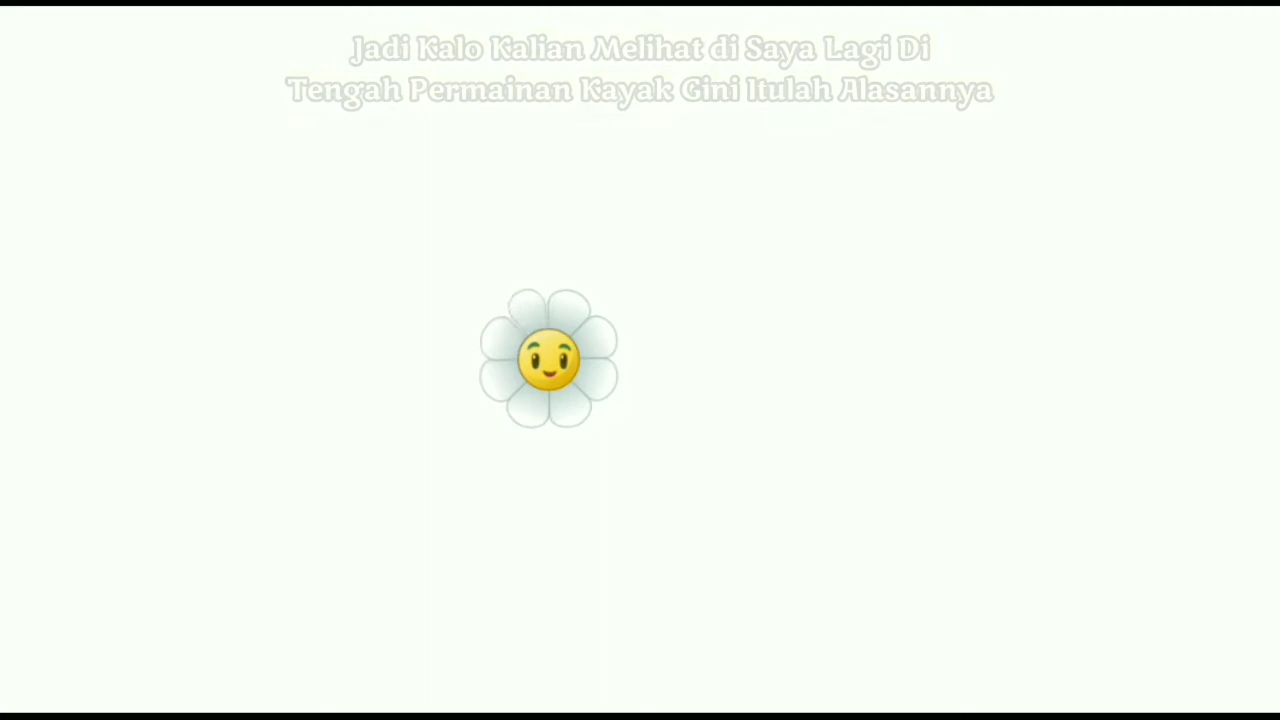 Jadi Kalo Kalian Melihat di Saya Lagi Di
Tengah Permainan Kayak Gini Itulah Alasannya